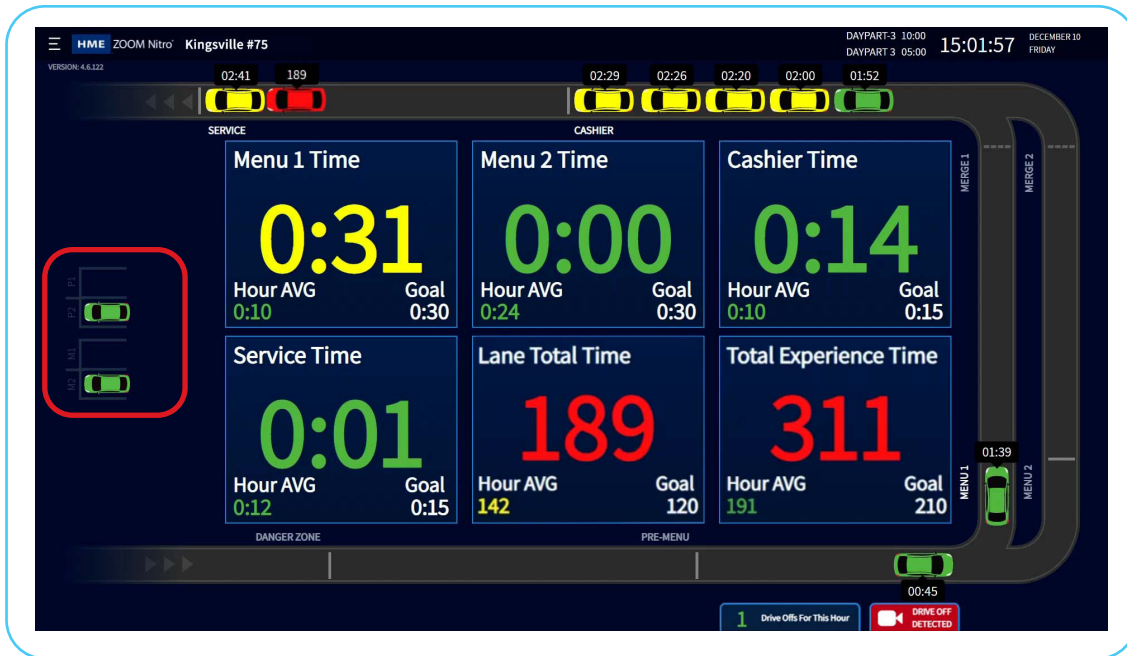 HME ZOOM Nitro Kingsville #75
DAYPART-3 10:00
DAYPART 3 05:00
15:01:57
DECEMBER 10
FRIDAY
VERSION: 4.6.122
02:41 189 02:29 02:26 02:20 02:00 01:52
SERVICE CASHIER
MERGE 1
MERGE 2
Menu 1 Time
0:31
Hour AVG Goal
0:10 0:30
Menu 2 Time
0:00
Hour AVG Goal
0:24 0:30
Cashier Time
0:14
Hour AVG Goal
0:10 0:15
P1
P2
M1
M2
Service Time
0:01
Hour AVG Goal
0:12 0:15
Lane Total Time
189
Hour AVG Goal
142 120
Total Experience Time
311
Hour AVG Goal
191 210
01:39
MENU 1
MENU 2
DANGER ZONE PRE-MENU
00:45
1 Drive Offs For This Hour
DRIVE OFF
DETECTED